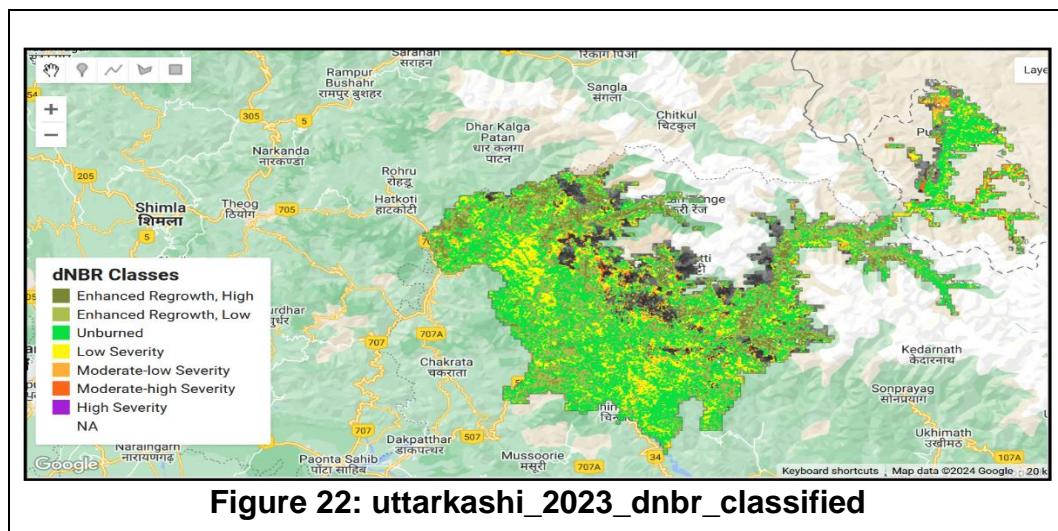 Sarahan
सराहन
रिकांग पिओ
Rampur
Bushahr
रामपुर बुशहर
Sangla
संगला
Laye
+
−
305
5
Chitkul
चिटकुल
Dhar Kalga
Patan
धार कलगा
पाटन
Narkanda
नारकण्डा
205
Rohru
रोहड़ू
Shimla
शिमला
Theog
ठियोग
705
Hatkoti
हाटकोटी
5
dNBR Classes
Enhanced Regrowth, High
Enhanced Regrowth, Low
Unburned
Low Severity
Moderate-low Severity
Moderate-high Severity
High Severity
NA
707A
707
Chakrata
चकराता
707
Kedarnath
केदारनाथ
Sonprayag
सोनप्रयाग
Dakpatthar
डाकपत्थर
507
Ukhimath
उखीमठ
Naraingarh
नारायणगढ़
Paonta Sahib
पोंटा साहिब
Mussoorie
मसूरी
707A
34
107A
Google
Keyboard shortcuts
Map data ©2024 Google
20 k
Figure 22: uttarkashi_2023_dnbr_classified